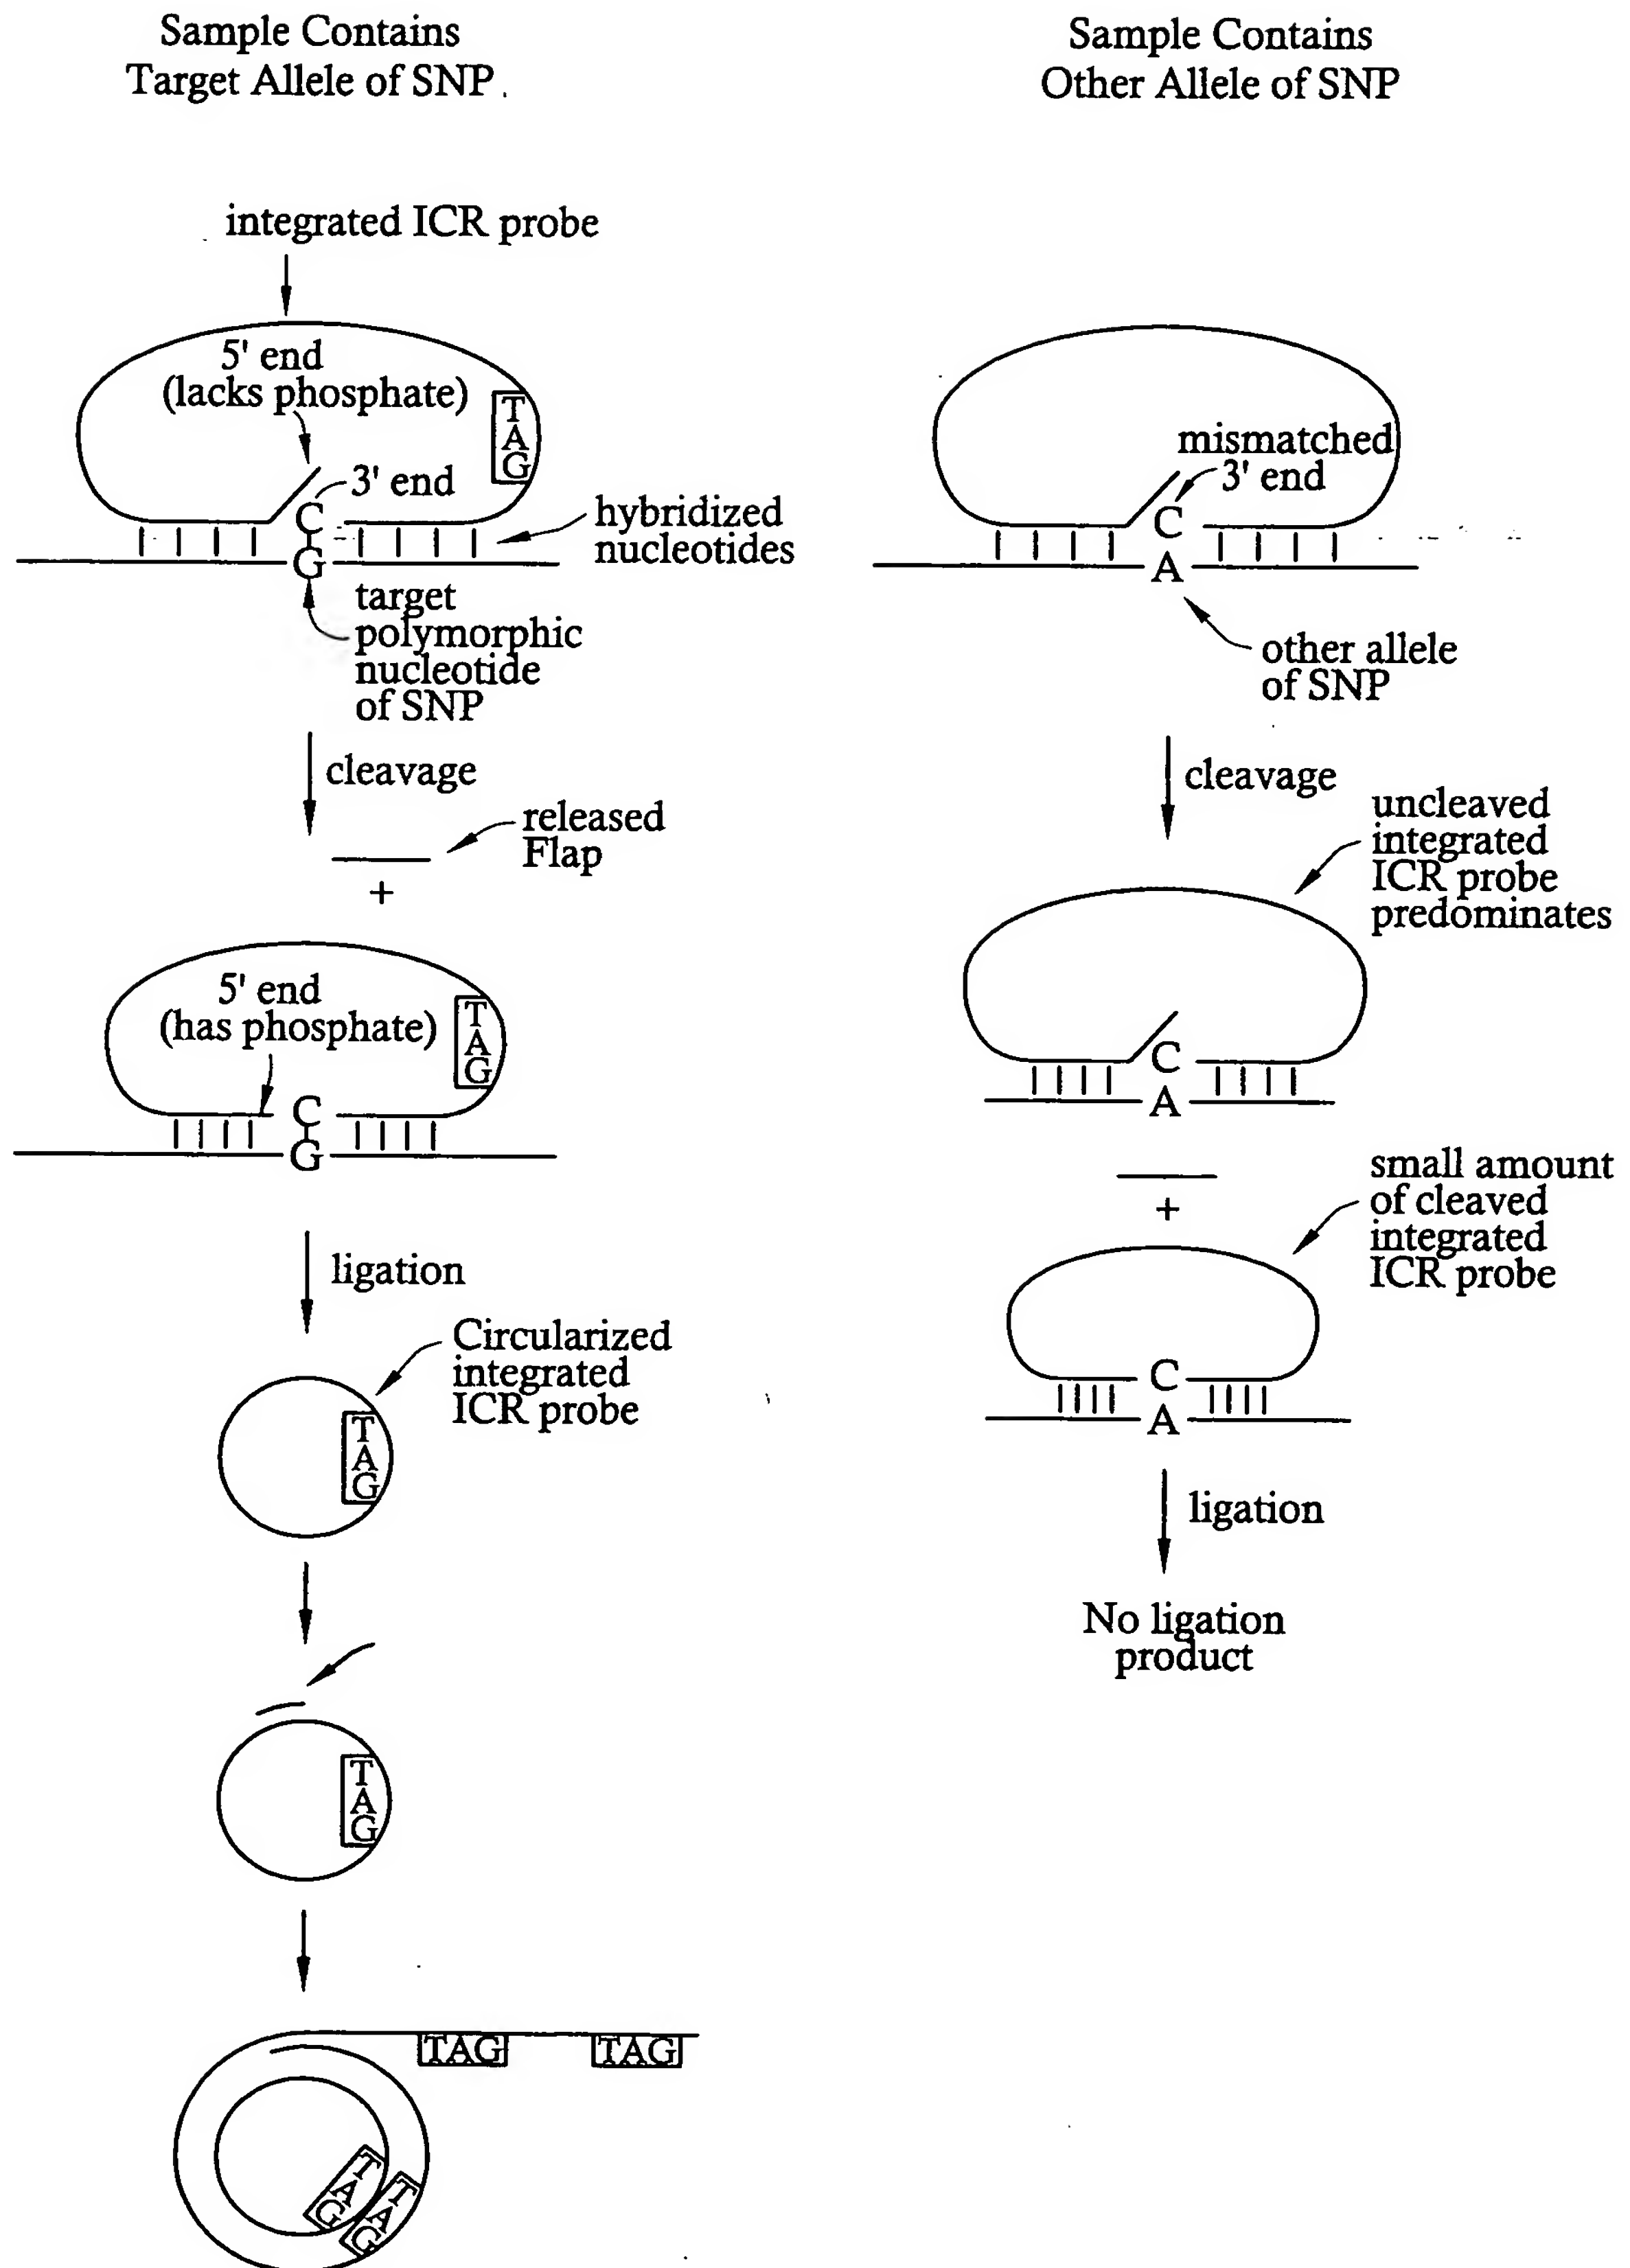 Sample Contains
Target Allele of SNP
integrated ICR probe
5' end
(lacks phosphate)
T
A
G
3' end
C
hybridized
nucleotides
G
target
polymorphic
nucleotide
of SNP
cleavage
released
Flap
+
5' end
(has phosphate)
T
A
G
C
G
ligation
Circularized
integrated
ICR probe
T
A
G
T
A
G
TAG
TAG
T
A
G
T
A
G
Sample Contains
Other Allele of SNP
mismatched
3' end
C
A
other allele
of SNP
cleavage
uncleaved
integrated
ICR probe
predominates
C
A
+
small amount
of cleaved
integrated
ICR probe
C
A
ligation
No ligation
product